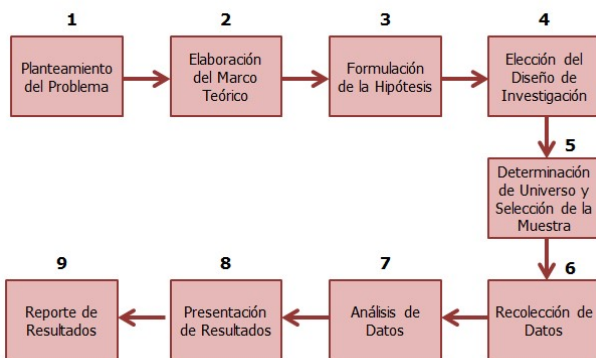 1
Planteamiento
del Problema
2
Elaboración
del Marco
Teórico
3
Formulación
de la Hipótesis
4
Elección del
Diseño de
Investigación
5
Determinación
de Universo y
Selección de la
Muestra
6
Recolección de
Datos
7
Análisis de
Datos
8
Presentación
de Resultados
9
Reporte de
Resultados